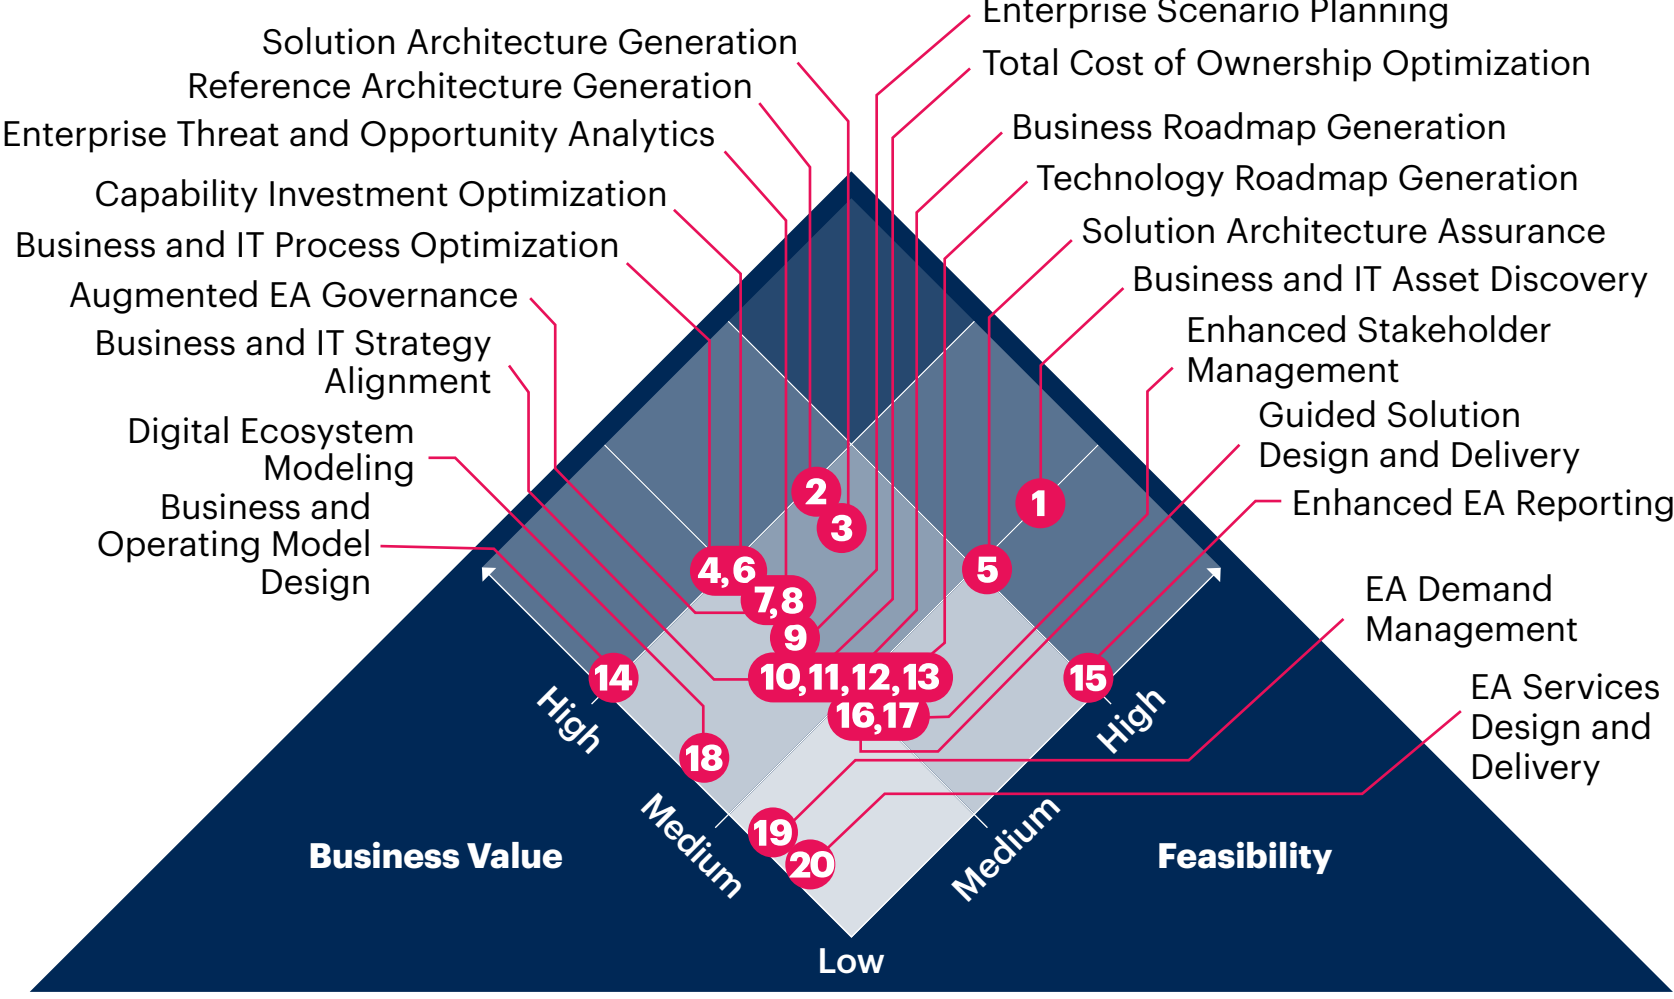 Enterprise Scenario Planning
Solution Architecture Generation
Total Cost of Ownership Optimization
Reference Architecture Generation
Enterprise Threat and Opportunity Analytics
Business Roadmap Generation
Capability Investment Optimization
Technology Roadmap Generation
Business and IT Process Optimization
Solution Architecture Assurance
Augmented EA Governance
Business and IT Asset Discovery
Business and IT Strategy
Alignment
Enhanced Stakeholder
Management
Digital Ecosystem
Modeling
Guided Solution
Design and Delivery
Business and
Operating Model
Design
Enhanced EA Reporting
2
1
3
4, 6
5
7, 8
9
EA Demand
Management
14
10, 11, 12, 13
15
16, 17
EA Services
Design and
Delivery
High
High
18
19
20
Medium
Medium
Business Value
Feasibility
Low